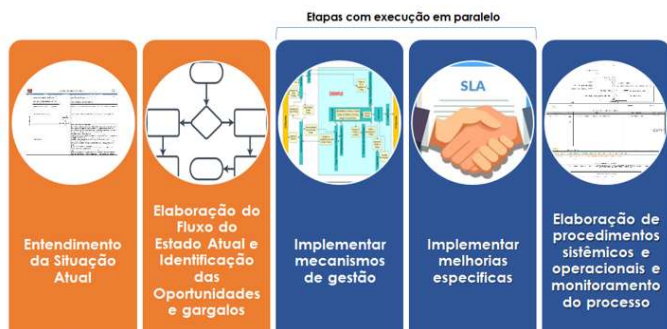 Etapas com execução em paralelo
SLA
Entendimento
da Situação
Atual
Elaboração do
Fluxo do
Estado Atual e
Identificação
das
Oportunidades
e gargalos
Implementar
mecanismos
de gestão
Implementar
melhorias
especificas
Elaboração de
procedimentos
sistêmicos e
operacionais e
monitoramento
do processo